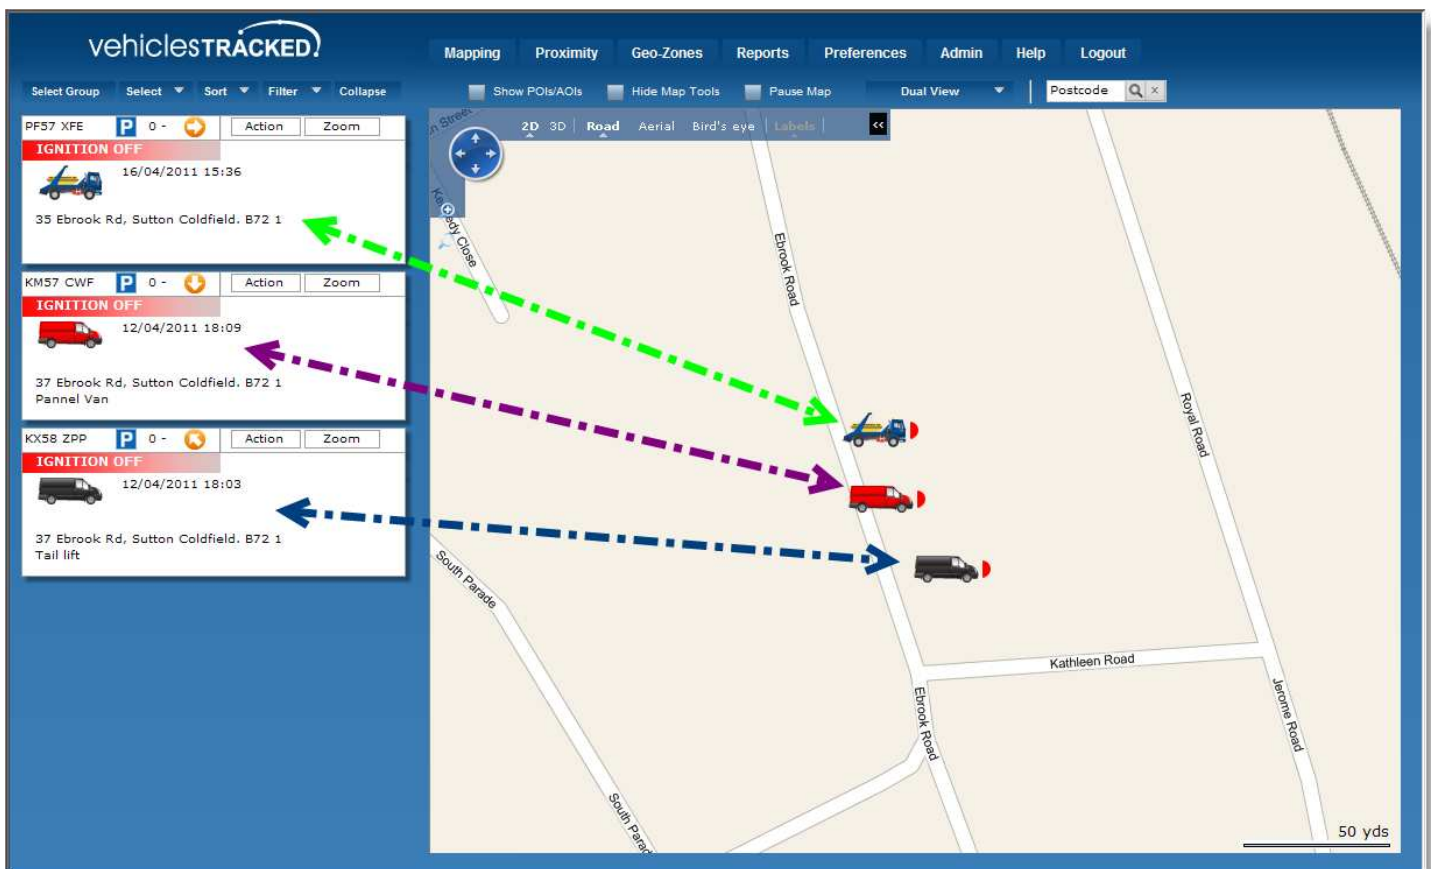 vehiclesTRACKED!
Mapping Proximity Geo-Zones Reports Preferences Admin Help Logout
Select Group Select Sort Filter Collapse
Show POIs/AOIs Hide Map Tools Pause Map Dual View Postcode
PF57 XFE P 0 - Action Zoom
IGNITION OFF
16/04/2011 15:36
35 Ebrook Rd, Sutton Coldfield. B72 1
KM57 CWF P 0 - Action Zoom
IGNITION OFF
12/04/2011 18:09
37 Ebrook Rd, Sutton Coldfield. B72 1
Pannel Van
KX58 ZPP P 0 - Action Zoom
IGNITION OFF
12/04/2011 18:03
37 Ebrook Rd, Sutton Coldfield. B72 1
Tail lift
2D 3D Road Aerial Bird's eye Labels <<
Street
Kennedy Close
Ebrook Road
Royal Road
South Parade
Kathleen Road
Ebrook Road
Jerome Road
South Parad
50 yds